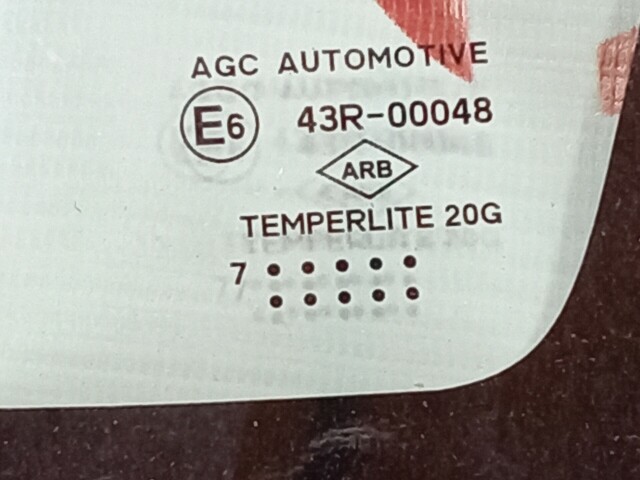 AGC AUTOMOTIVE
E6 43R-00048
ARB
TEMPERLITE 20G
7